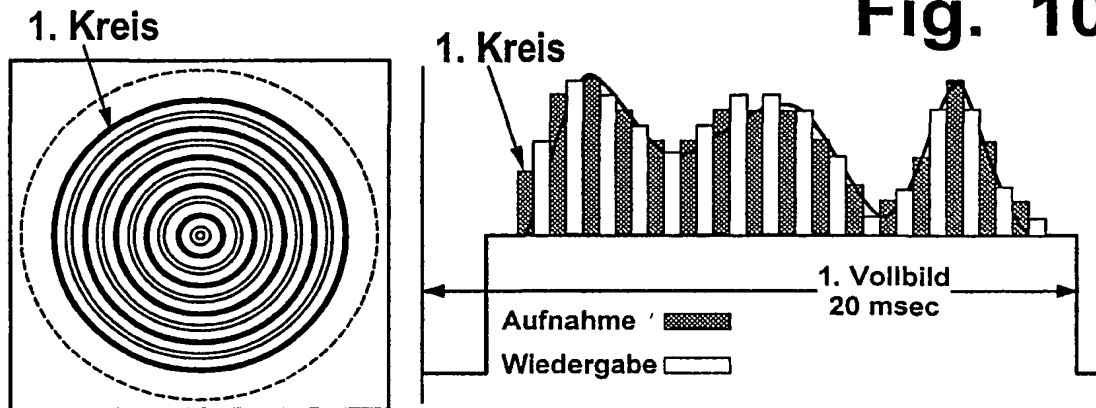 Fig. 10
1. Kreis
1. Kreis
1. Vollbild
20 msec
Aufnahme
Wiedergabe